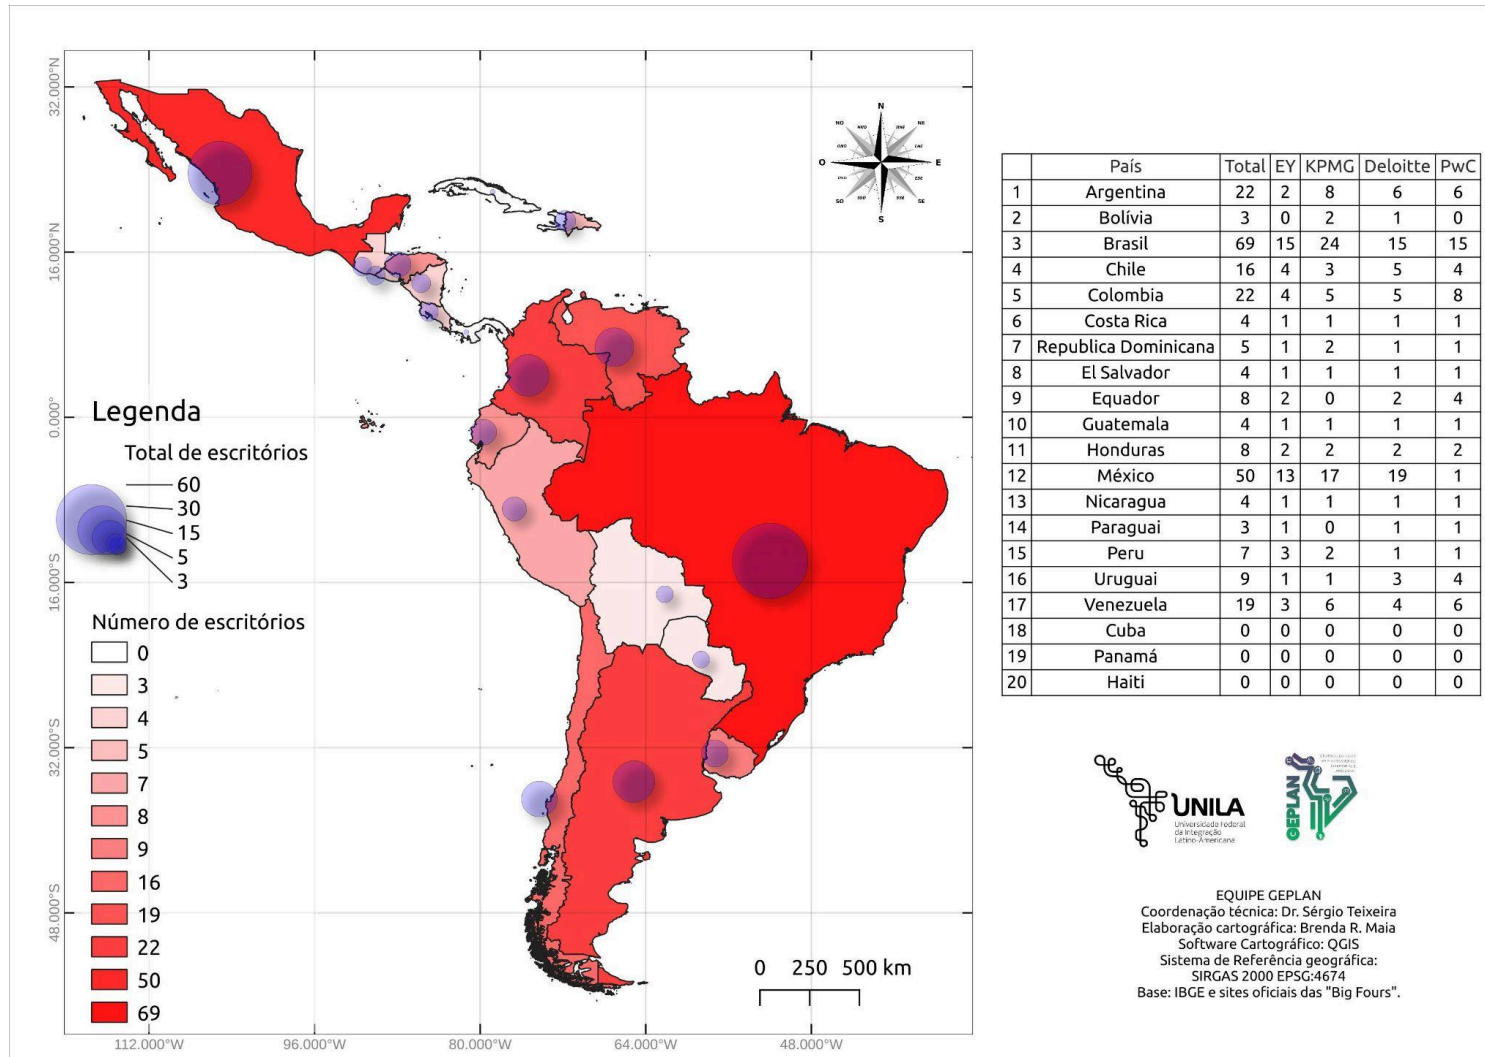 32.000°N
16.000°N
0.000°
16.000°S
32.000°S
48.000°S
112.000°W
96.000°W
80.000°W
64.000°W
48.000°W
N
NE
E
SE
S
SO
O
NO
Legenda
Total de escritórios
60
30
15
5
3
Número de escritórios
0
3
4
5
7
8
9
16
19
22
50
69
0 250 500 km
País Total EY KPMG Deloitte PwC
1 Argentina 22 2 8 6 6
2 Bolívia 3 0 2 1 0
3 Brasil 69 15 24 15 15
4 Chile 16 4 3 5 4
5 Colombia 22 4 5 5 8
6 Costa Rica 4 1 1 1 1
7 Republica Dominicana 5 1 2 1 1
8 El Salvador 4 1 1 1 1
9 Equador 8 2 0 2 4
10 Guatemala 4 1 1 1 1
11 Honduras 8 2 2 2 2
12 México 50 13 17 19 1
13 Nicaragua 4 1 1 1 1
14 Paraguai 3 1 0 1 1
15 Peru 7 3 2 1 1
16 Uruguai 9 1 1 3 4
17 Venezuela 19 3 6 4 6
18 Cuba 0 0 0 0 0
19 Panamá 0 0 0 0 0
20 Haiti 0 0 0 0 0
UNILA
Universidade Federal
da Integração
Latino-Americana
GEPLAN
EQUIPE GEPLAN
Coordenação técnica: Dr. Sérgio Teixeira
Elaboração cartográfica: Brenda R. Maia
Software Cartográfico: QGIS
Sistema de Referência geográfica:
SIRGAS 2000 EPSG:4674
Base: IBGE e sites oficiais das "Big Fours".